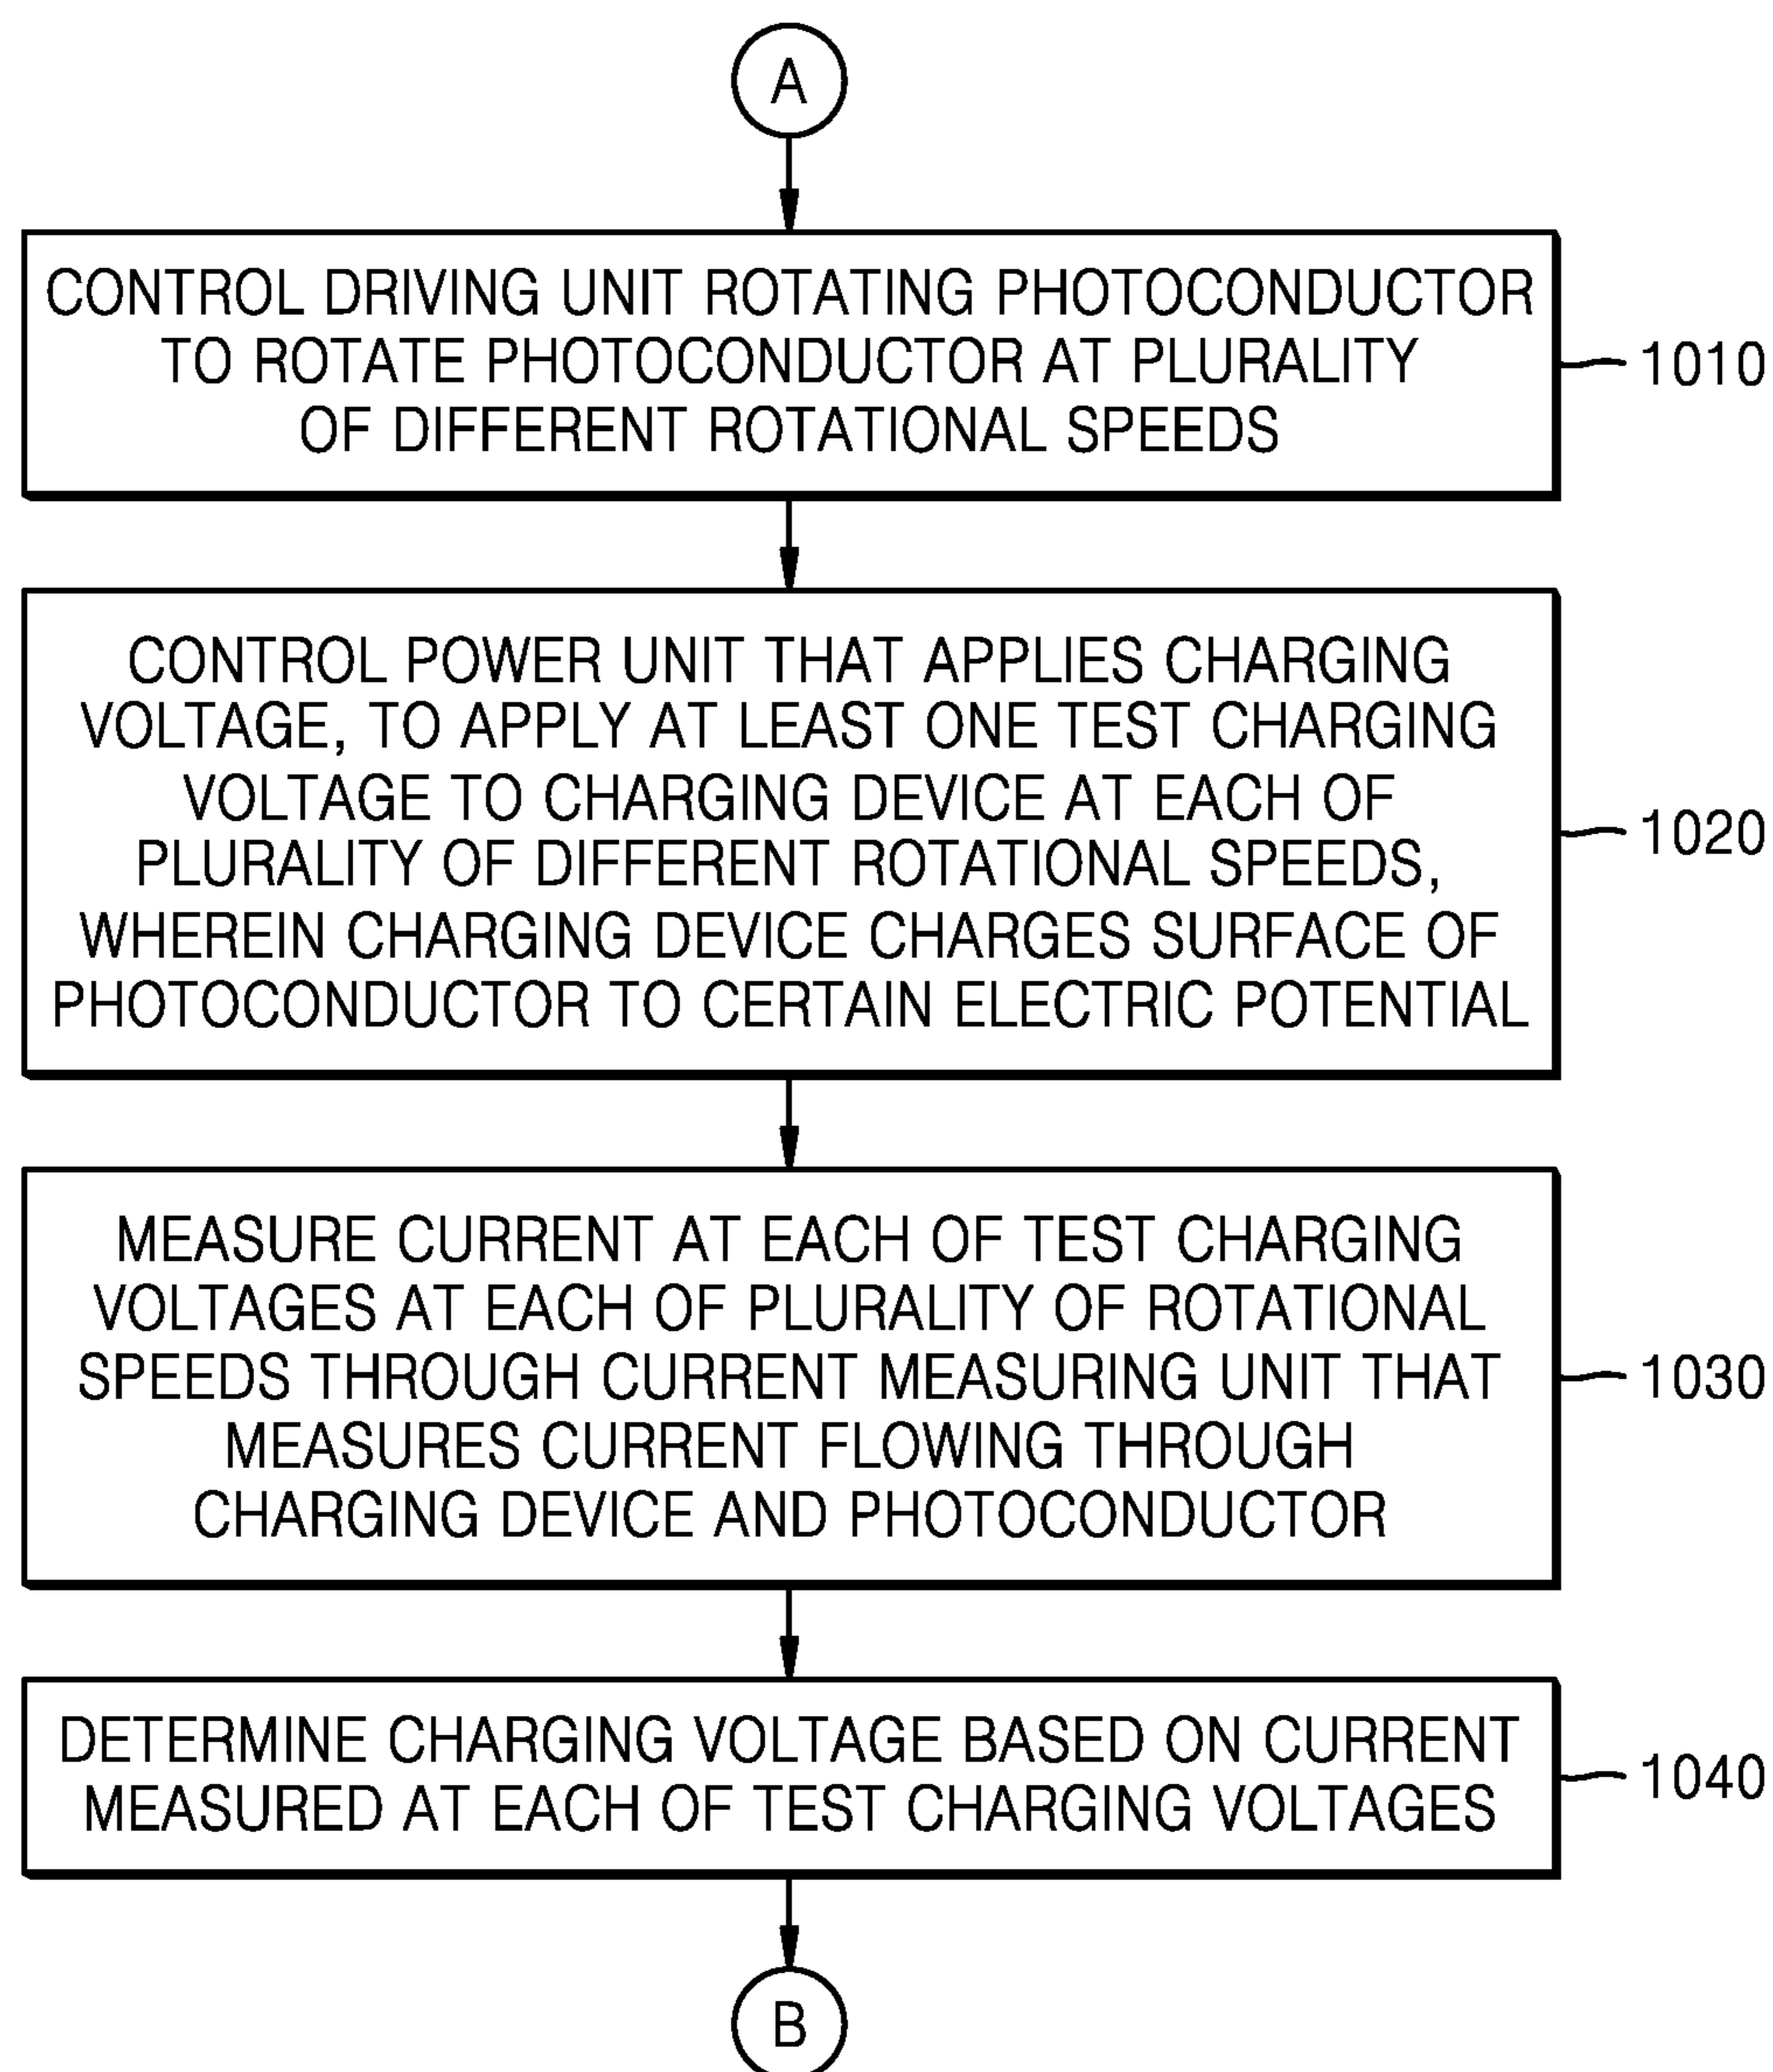 A
CONTROL DRIVING UNIT ROTATING PHOTOCONDUCTOR
TO ROTATE PHOTOCONDUCTOR AT PLURALITY
OF DIFFERENT ROTATIONAL SPEEDS
1010
CONTROL POWER UNIT THAT APPLIES CHARGING
VOLTAGE, TO APPLY AT LEAST ONE TEST CHARGING
VOLTAGE TO CHARGING DEVICE AT EACH OF
PLURALITY OF DIFFERENT ROTATIONAL SPEEDS,
WHEREIN CHARGING DEVICE CHARGES SURFACE OF
PHOTOCONDUCTOR TO CERTAIN ELECTRIC POTENTIAL
1020
MEASURE CURRENT AT EACH OF TEST CHARGING
VOLTAGES AT EACH OF PLURALITY OF ROTATIONAL
SPEEDS THROUGH CURRENT MEASURING UNIT THAT
MEASURES CURRENT FLOWING THROUGH
CHARGING DEVICE AND PHOTOCONDUCTOR
1030
DETERMINE CHARGING VOLTAGE BASED ON CURRENT
MEASURED AT EACH OF TEST CHARGING VOLTAGES
1040
B